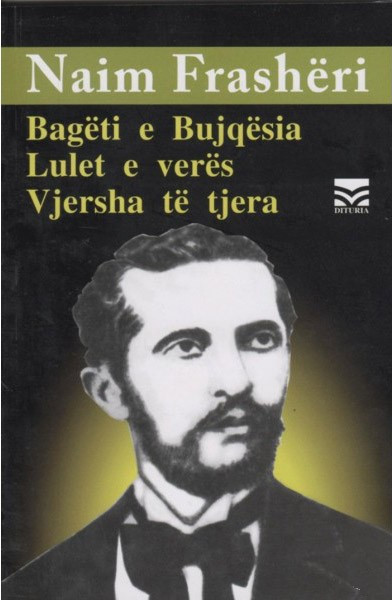 Naim Frashëri
Bagëti e Bujqësia
Lulet e verës
Vjersha të tjera
DITURIA